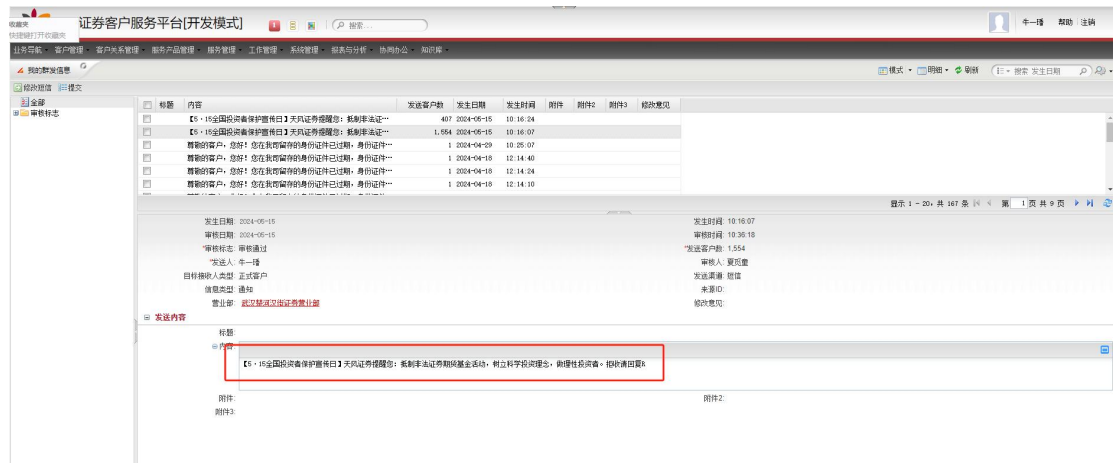 收藏夹
快捷键打开收藏夹
证券客户服务平台[开发模式]
搜索...
牛一璠 帮助 注销
业务导航 客户管理 客户关系管理 服务产品管理 服务管理 工作管理 系统管理 报表与分析 协同办公 知识库
我的群发信息
模式 明细 刷新 搜索 发生日期
修改短信 提交
全部
审核标志
标题 内容 发送客户数 发生日期 发生时间 附件 附件2 附件3 修改意见
【5·15全国投资者保护宣传日】天风证券提醒您：抵制非法证… 407 2024-05-15 10:16:24
【5·15全国投资者保护宣传日】天风证券提醒您：抵制非法证… 1,554 2024-05-15 10:16:07
尊敬的客户，您好！您在我司留存的身份证件已过期，身份证件… 1 2024-04-29 10:25:07
尊敬的客户，您好！您在我司留存的身份证件已过期，身份证件… 1 2024-04-18 12:14:40
尊敬的客户，您好！您在我司留存的身份证件已过期，身份证件… 1 2024-04-18 12:14:24
尊敬的客户，您好！您在我司留存的身份证件已过期，身份证件… 1 2024-04-18 12:14:10
显示 1 - 20，共 167 条 第 1 页 共 9 页
发生日期: 2024-05-15 发生时间: 10:16:07
审核日期: 2024-05-15 审核时间: 10:36:18
*审核标志: 审核通过 *发送客户数: 1,554
*发送人: 牛一璠 审核人: 夏觅童
目标接收人类型: 正式客户 发送渠道: 短信
信息类型: 通知 来源ID:
营业部: 武汉楚河汉街证券营业部 修改意见:
发送内容
标题:
内容:
【5·15全国投资者保护宣传日】天风证券提醒您：抵制非法证券期货基金活动，树立科学投资理念，做理性投资者。拒收请回复R
附件: 附件2:
附件3: